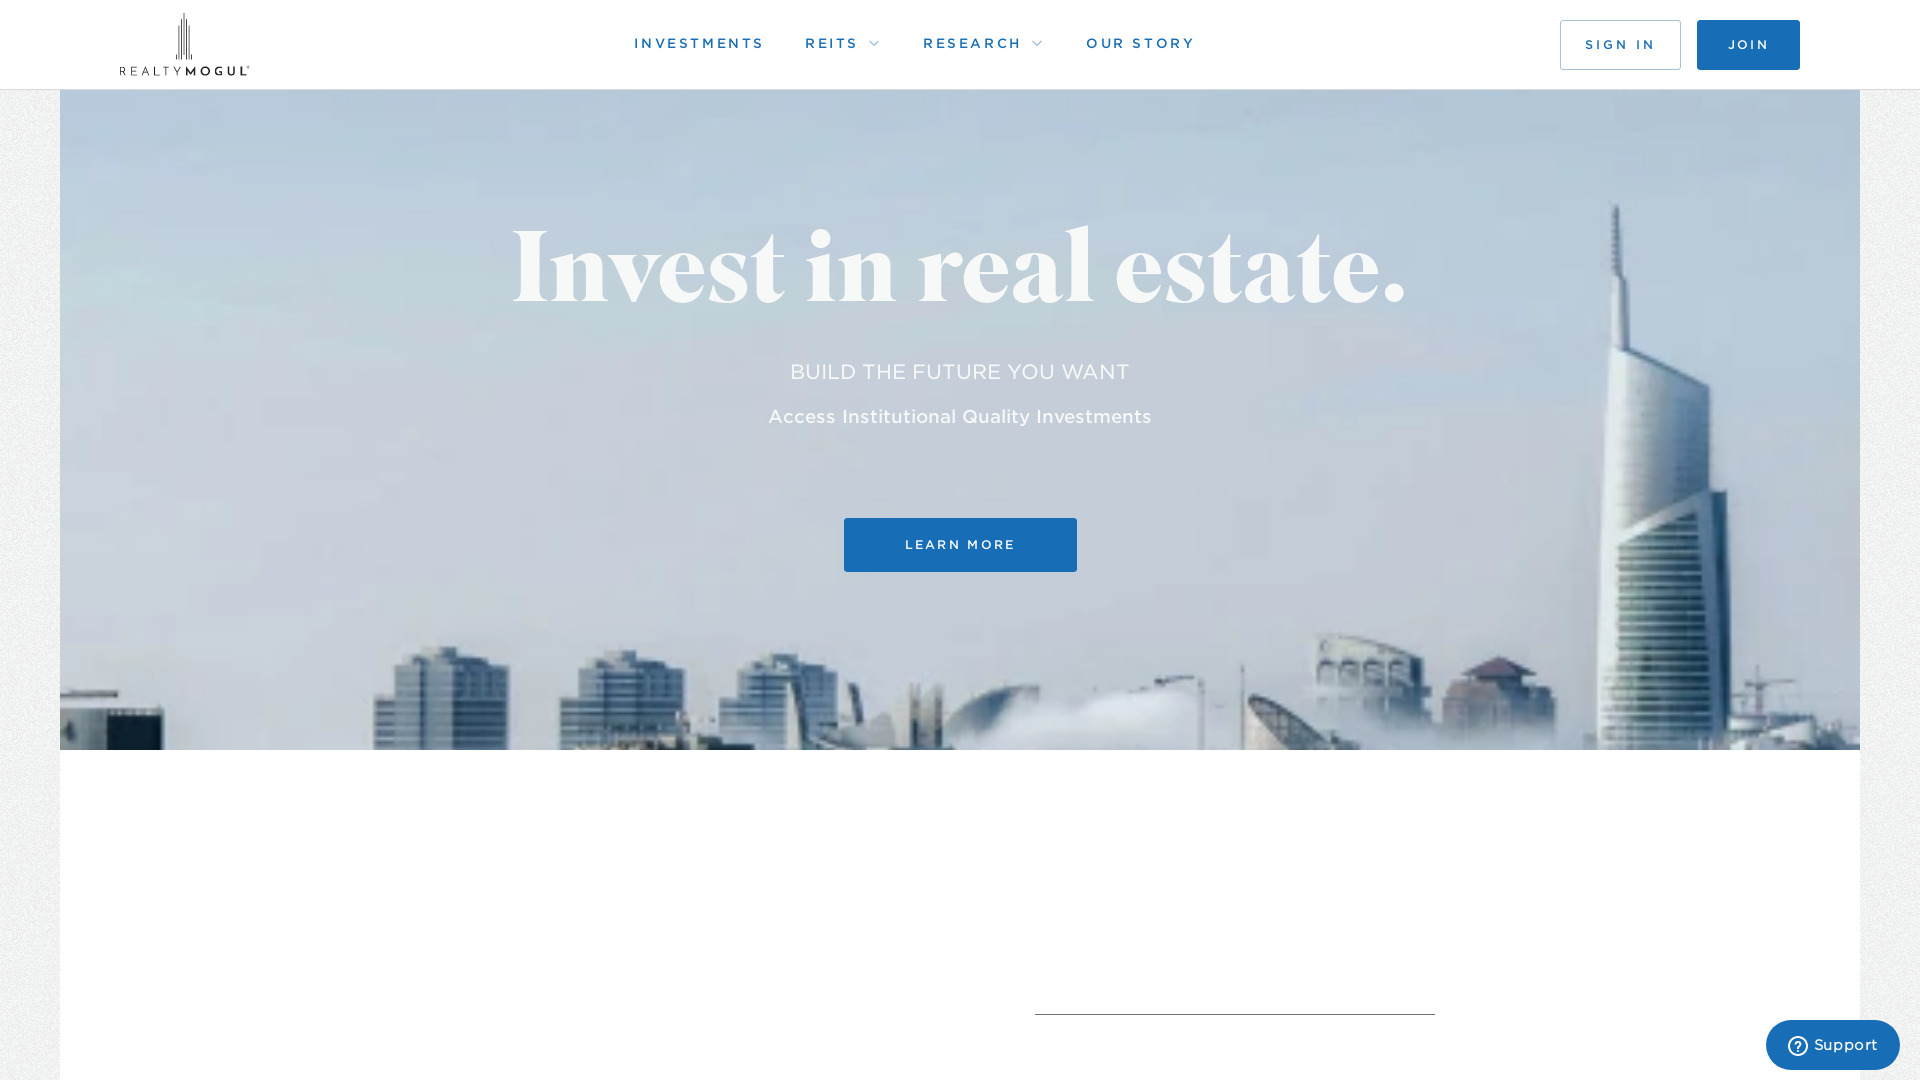 REALTYMOGUL
INVESTMENTS
REITS
RESEARCH
OUR STORY
SIGN IN
JOIN
Invest in real estate.
BUILD THE FUTURE YOU WANT
Access Institutional Quality Investments
LEARN MORE
Support